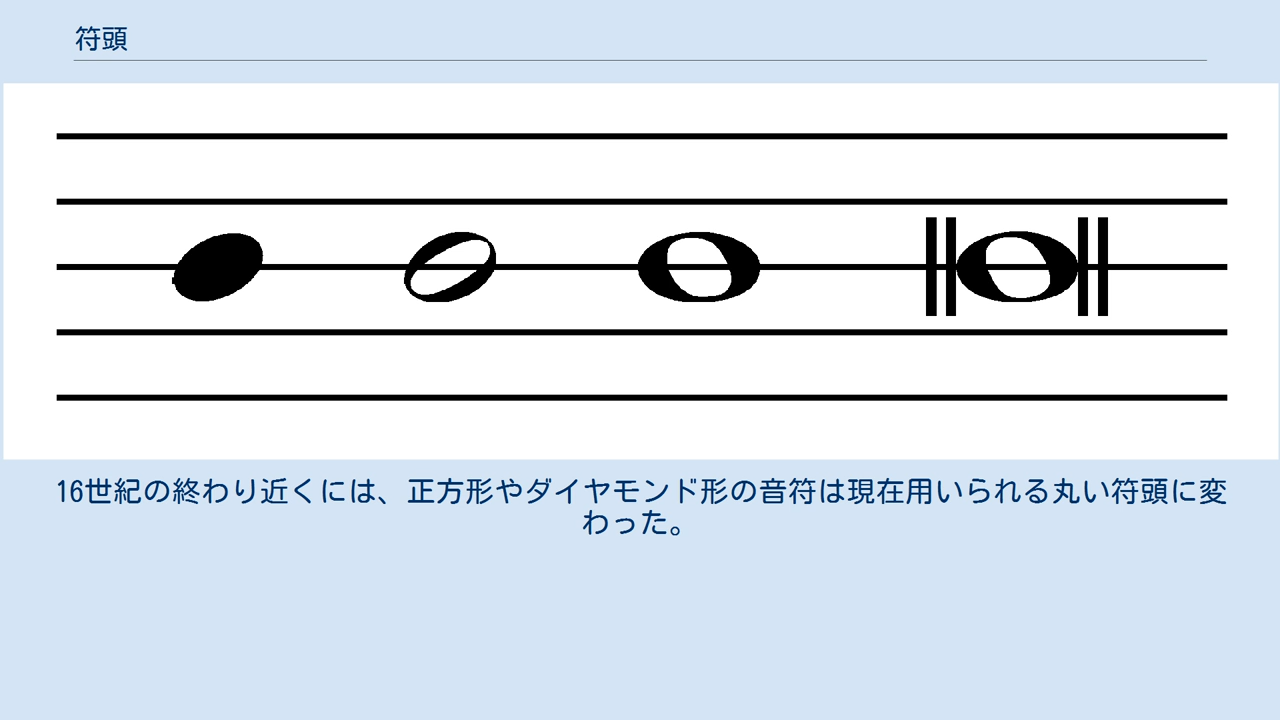 符頭
16世紀の終わり近くには、正方形やダイヤモンド形の音符は現在用いられる丸い符頭に変
わった。